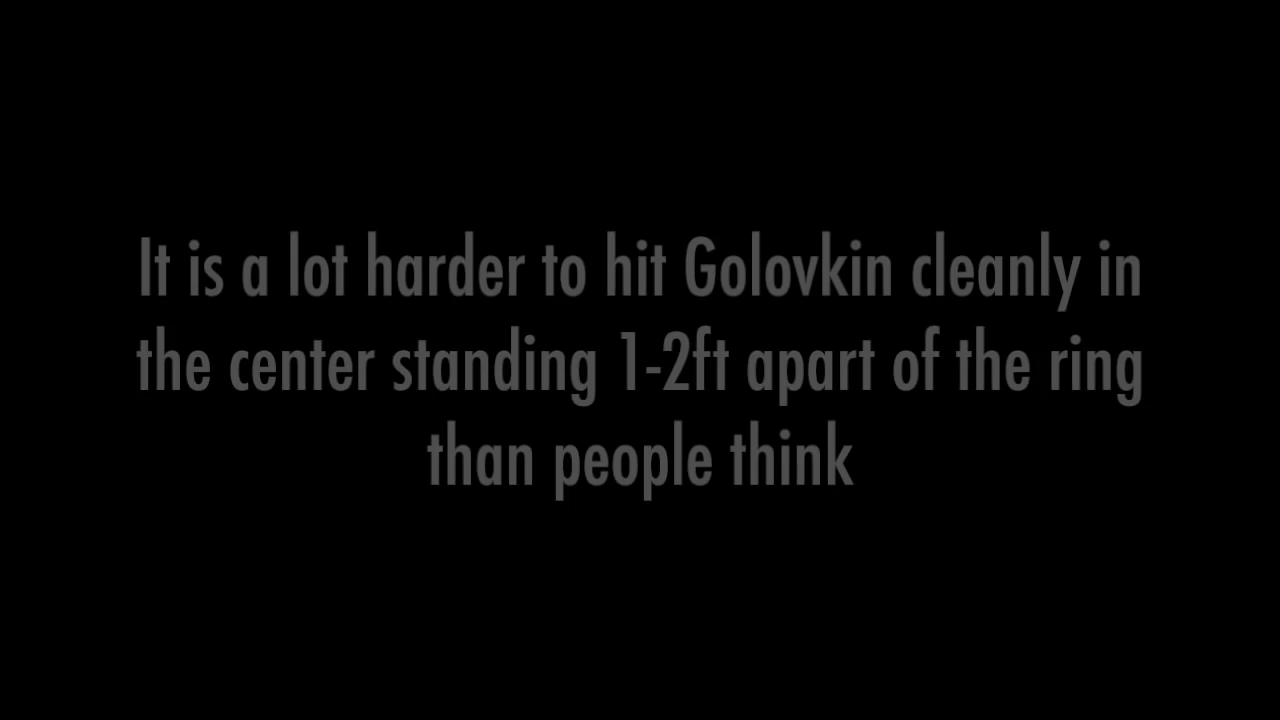 It is a lot harder to hit Golovkin cleanly in
the center standing 1-2ft apart of the ring
than people think